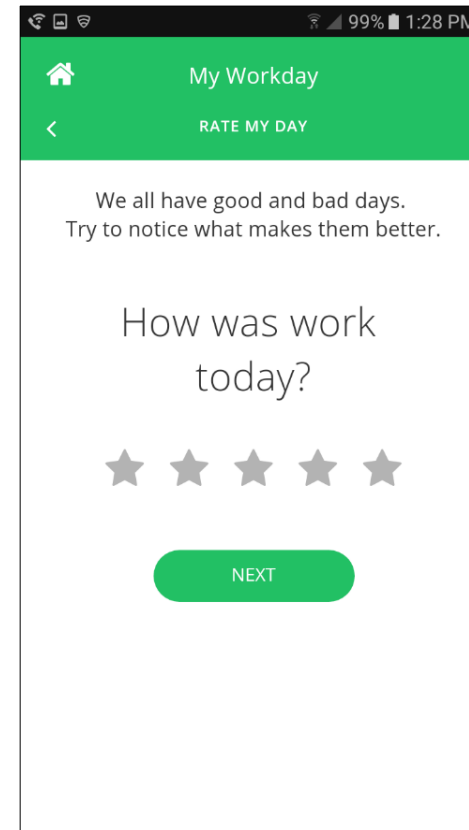 99% 1:28 PM
My Workday
RATE MY DAY
We all have good and bad days.
Try to notice what makes them better.
How was work
today?
NEXT